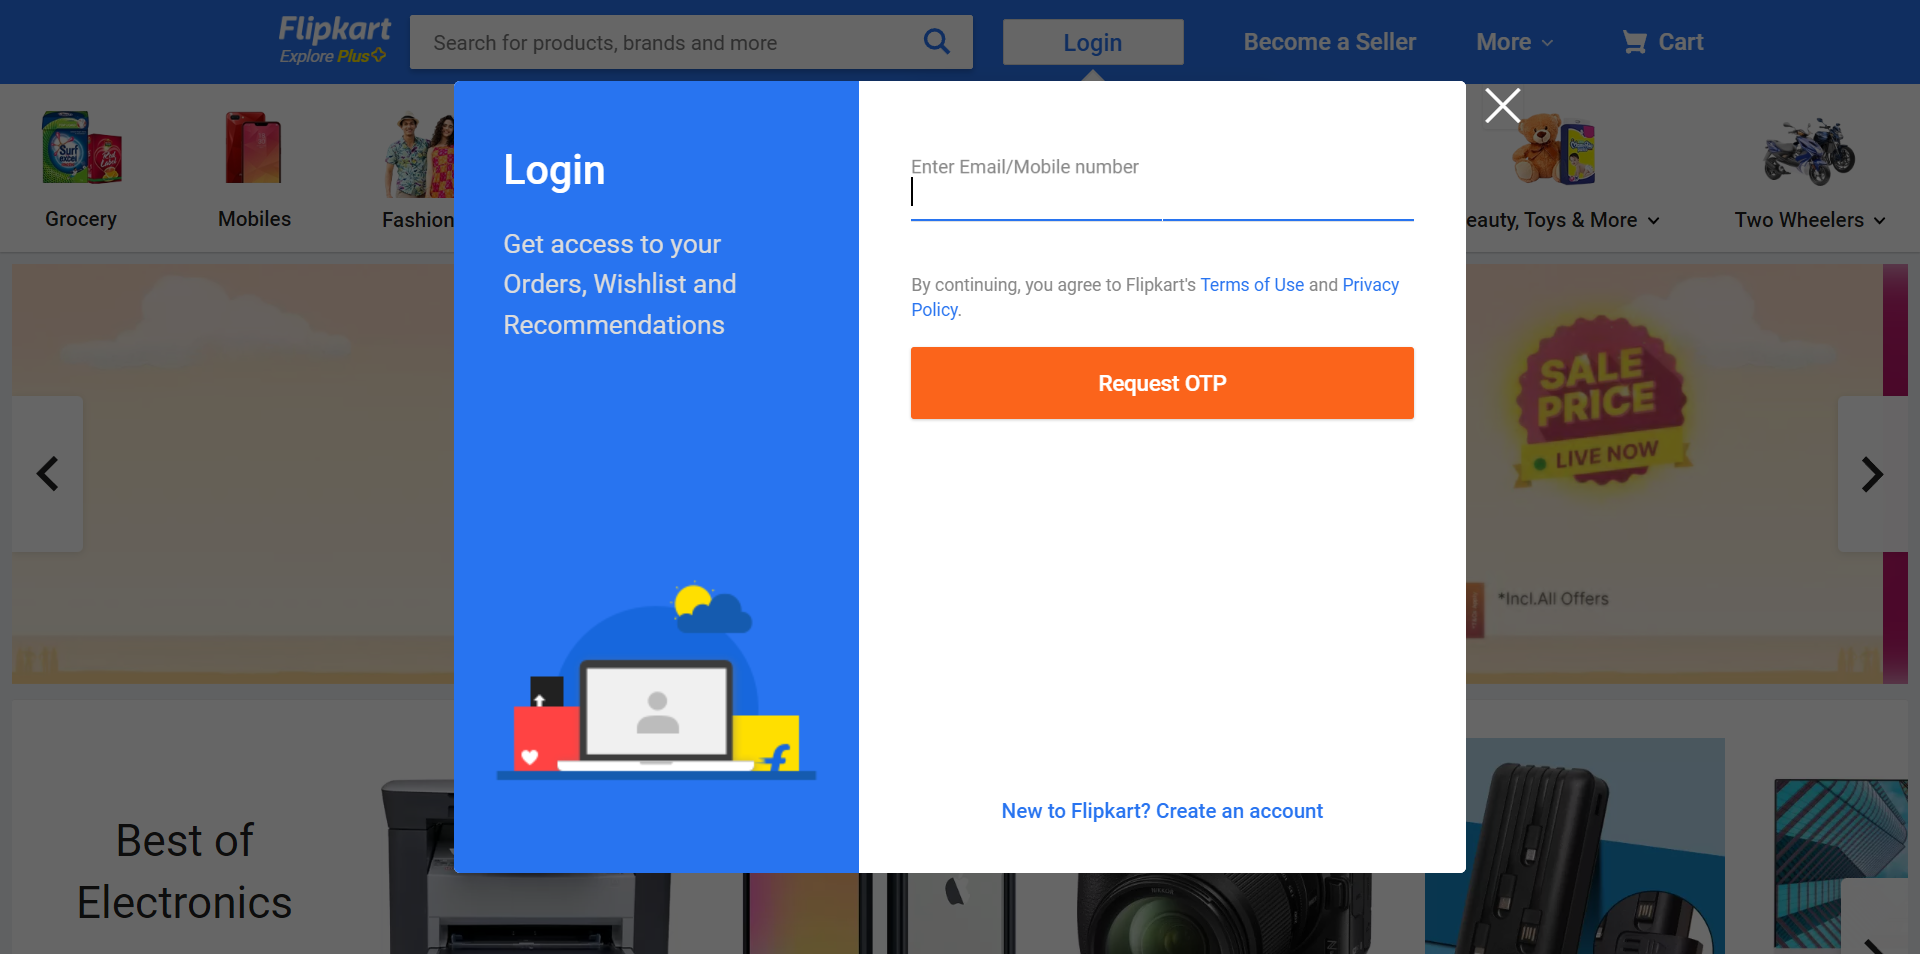 Flipkart
Explore Plus
Search for products, brands and more
Login
Become a Seller
More
Cart
Surf excel
Grocery
Mobiles
Fashion
eauty, Toys & More
Two Wheelers
Login
Get access to your
Orders, Wishlist and
Recommendations
Enter Email/Mobile number
By continuing, you agree to Flipkart's Terms of Use and Privacy
Policy.
Request OTP
New to Flipkart? Create an account
SALE
PRICE
LIVE NOW
*Incl.All Offers
Best of
Electronics
NIKKOR